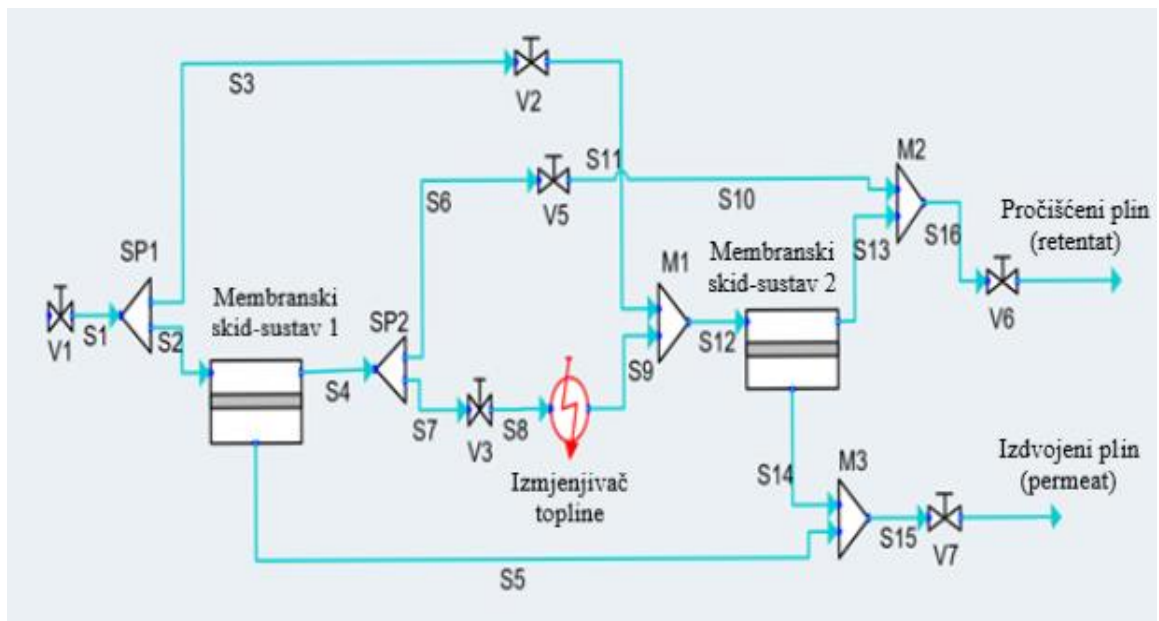 S3
V2
S11
M2
S6
V5
S10
Pročišćeni plin
(retentat)
S13
S16
SP1
Membranski
skid-sustav 2
M1
Membranski
skid-sustav 1
SP2
V6
S1
V1
S2
S12
S4
S9
S7
V3
S8
Izmjenjivač
topline
S14
M3
Izdvojeni plin
(permeat)
S15
V7
S5